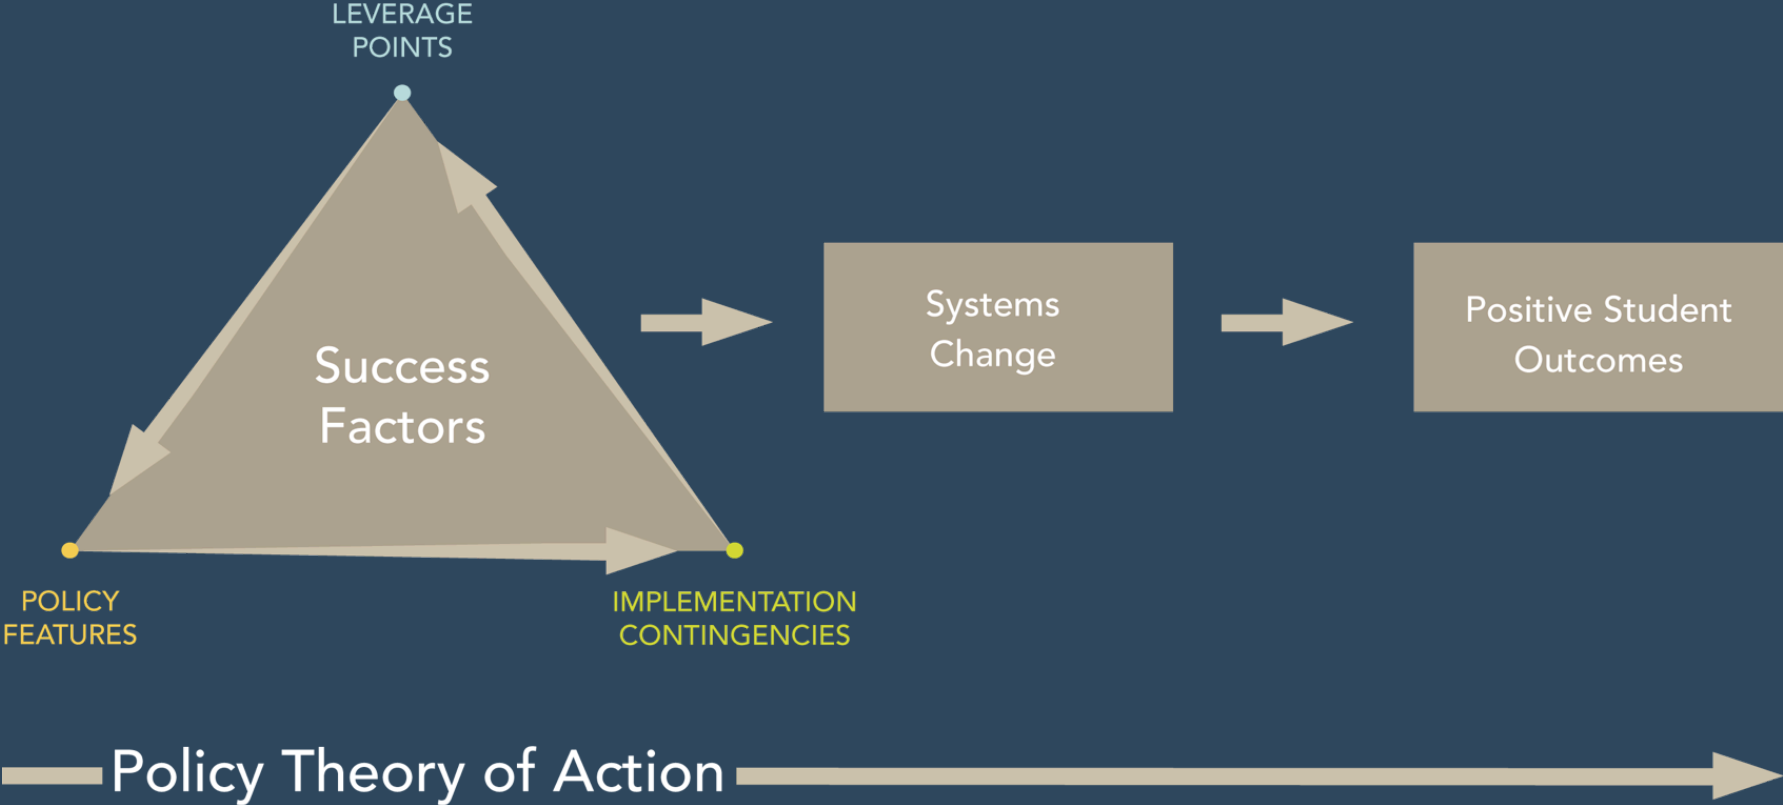 LEVERAGE
POINTS
Success
Factors
POLICY
FEATURES
IMPLEMENTATION
CONTINGENCIES
Systems
Change
Positive Student
Outcomes
Policy Theory of Action